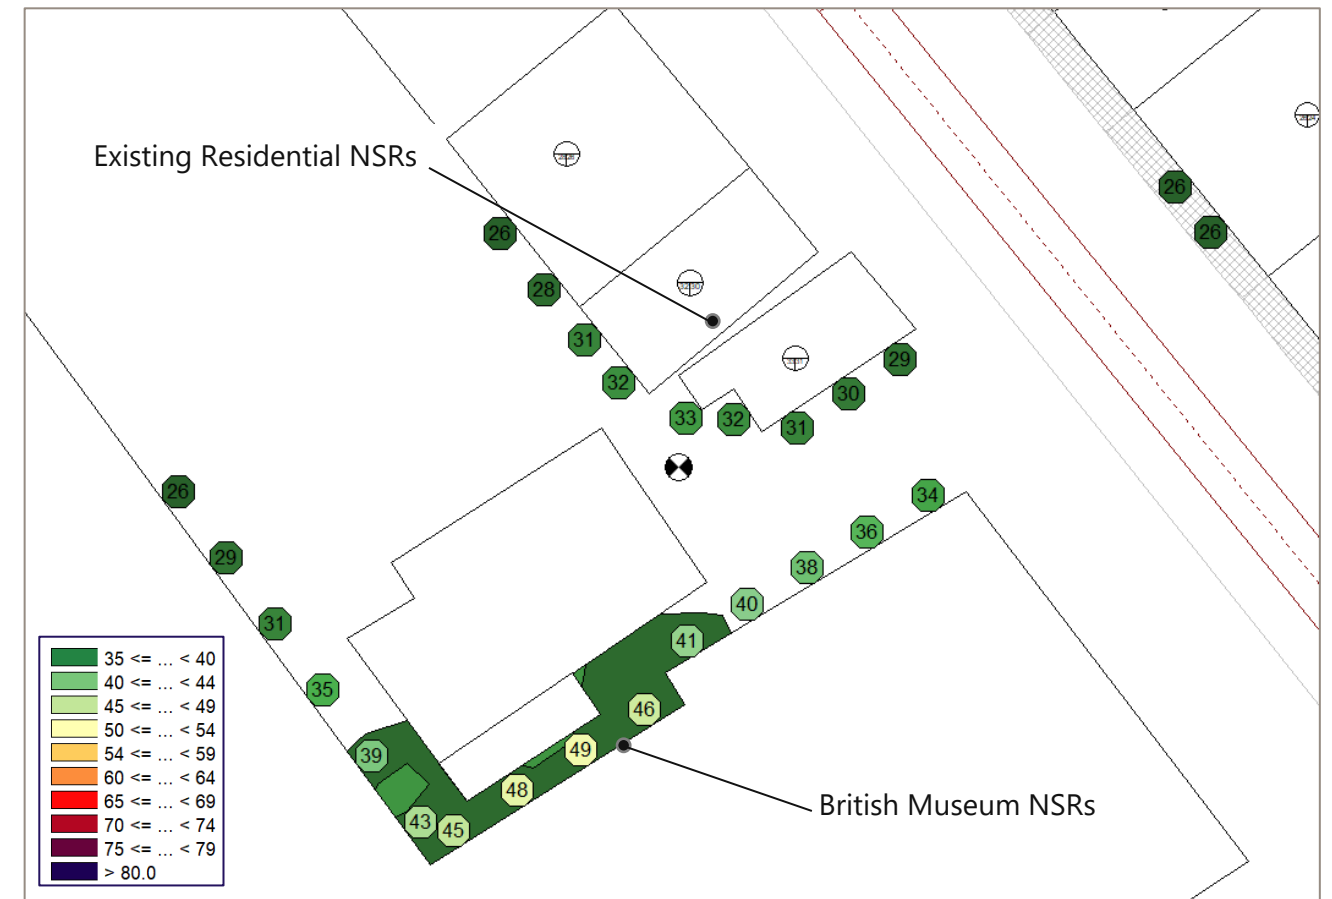 Existing Residential NSRs
26
26
26
28
31
32
29
30
33
32
31
26
34
36
29
38
40
31
41
35
46
39
49
48
43
45
British Museum NSRs
35 <= ... < 40
40 <= ... < 44
45 <= ... < 49
50 <= ... < 54
54 <= ... < 59
60 <= ... < 64
65 <= ... < 69
70 <= ... < 74
75 <= ... < 79
> 80.0